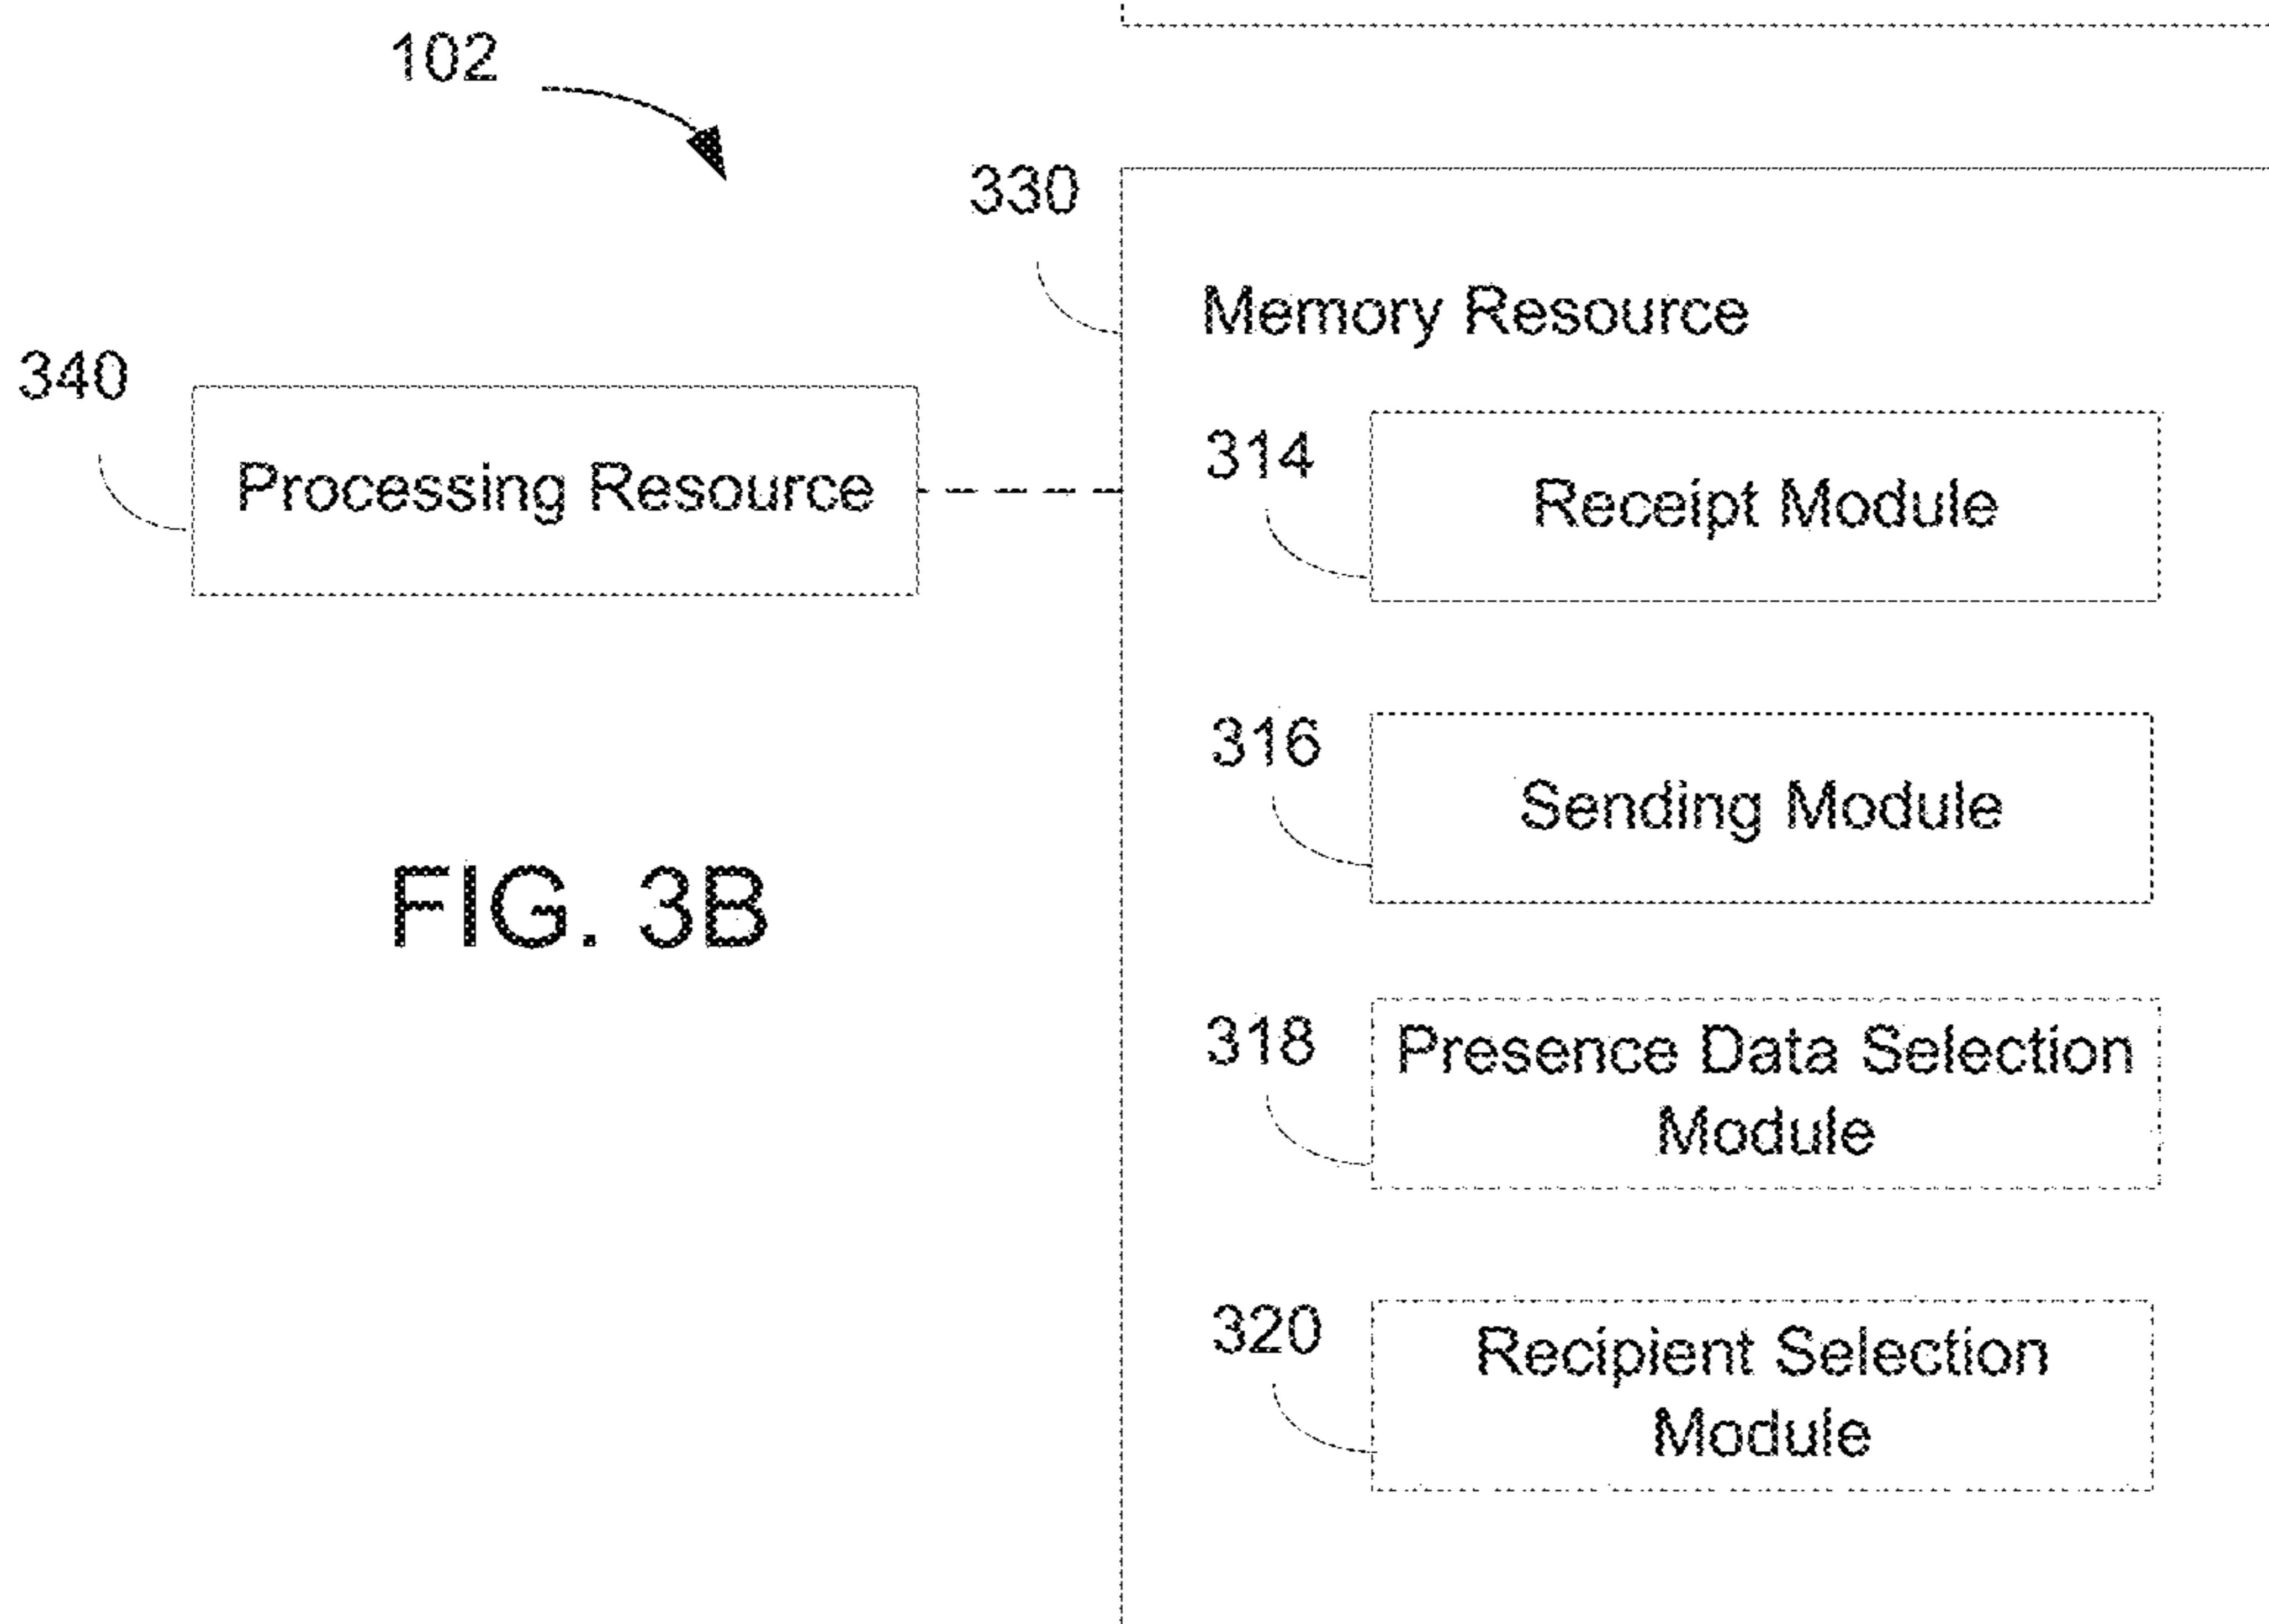 102
330
Memory Resource
340
Processing Resource
314
Receipt Module
316
Sending Module
FIG. 3B
318
Presence Data Selection
Module
320
Recipient Selection
Module